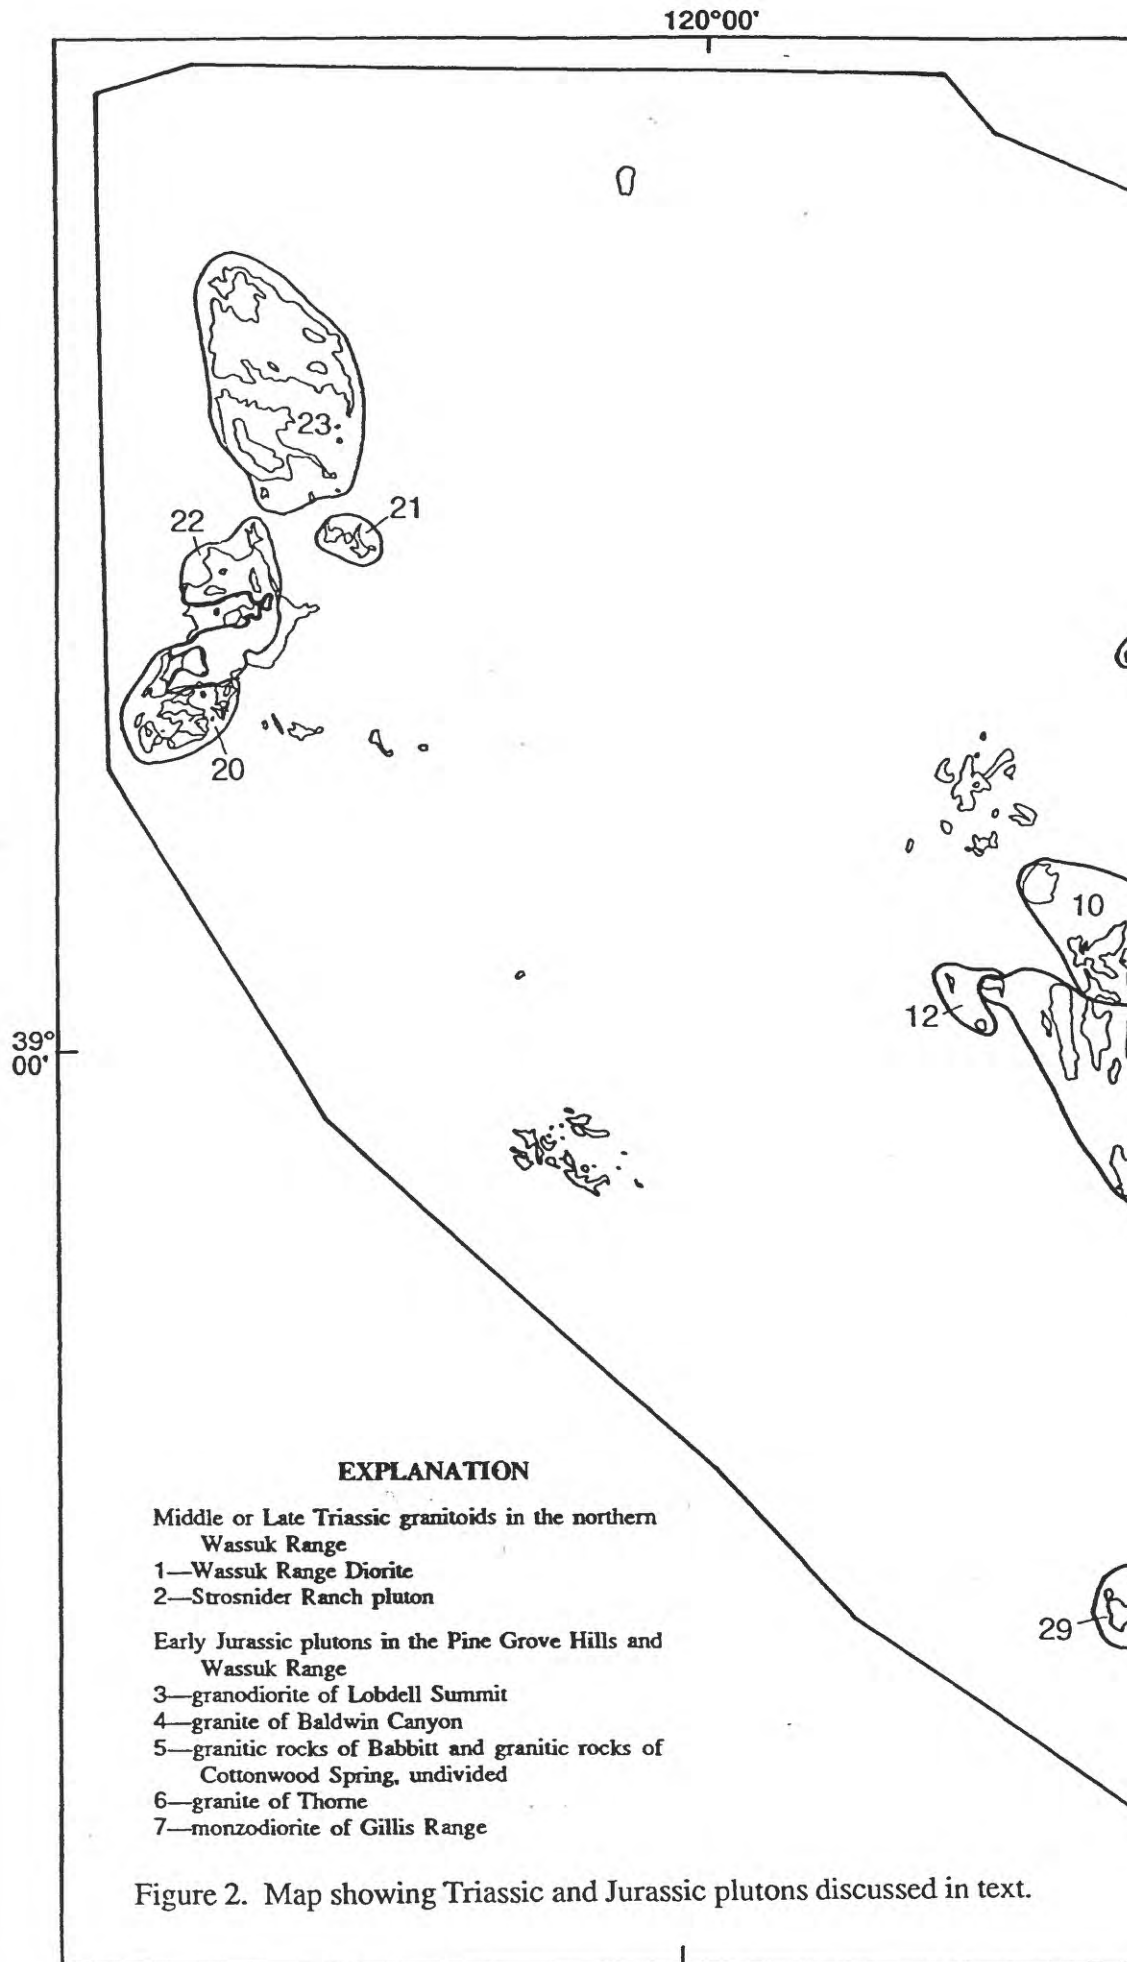 120°00'
23
21
22
20
10
12
39°
00'
29
EXPLANATION
Middle or Late Triassic granitoids in the northern
Wassuk Range
1—Wassuk Range Diorite
2—Strosnider Ranch pluton
Early Jurassic plutons in the Pine Grove Hills and
Wassuk Range
3—granodiorite of Lobdell Summit
4—granite of Baldwin Canyon
5—granitic rocks of Babbitt and granitic rocks of
Cottonwood Spring, undivided
6—granite of Thorne
7—monzodiorite of Gillis Range
Figure 2. Map showing Triassic and Jurassic plutons discussed in text.